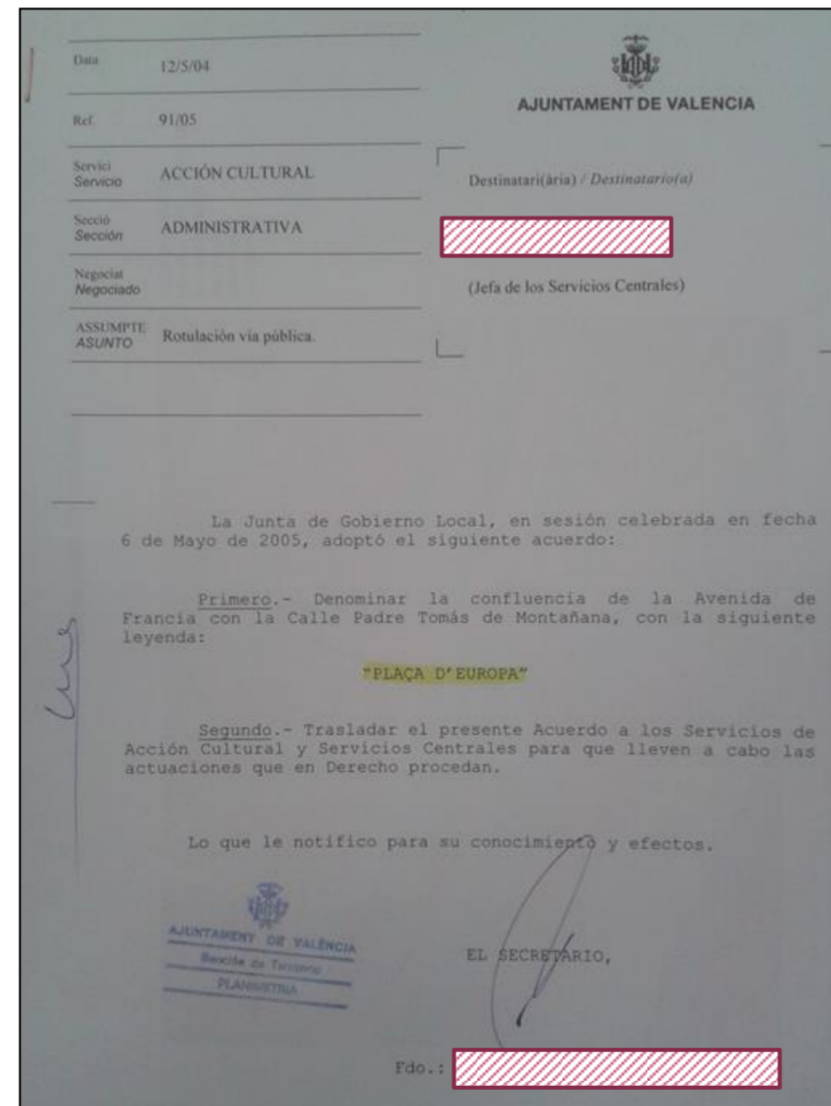 Data 12/5/04
Ref. 91/05
Servici
Servicio ACCIÓN CULTURAL
Secció
Sección ADMINISTRATIVA
Negociat
Negociado
ASSUMPTE
ASUNTO Rotulación vía pública.
AJUNTAMENT DE VALENCIA
Destinatari(ària) / Destinatario(a)
(Jefa de los Servicios Centrales)
La Junta de Gobierno Local, en sesión celebrada en fecha
6 de Mayo de 2005, adoptó el siguiente acuerdo:
Primero.- Denominar la confluencia de la Avenida de
Francia con la Calle Padre Tomás de Montañana, con la siguiente
leyenda:
"PLAÇA D'EUROPA"
Segundo.- Trasladar el presente Acuerdo a los Servicios de
Acción Cultural y Servicios Centrales para que lleven a cabo las
actuaciones que en Derecho procedan.
Lo que le notifico para su conocimiento y efectos.
AJUNTAMENT DE VALÈNCIA
Sección de
PLANIMETRIA
EL SECRETARIO,
Fdo.: